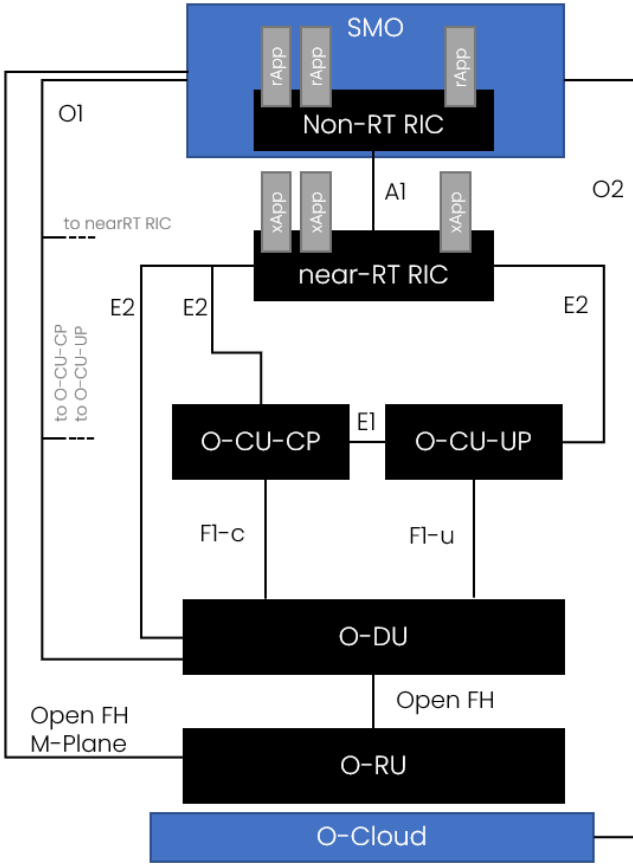 SMO
rApp
rApp
rApp
Non-RT RIC
O1
A1
O2
to nearRT RIC
xApp
xApp
xApp
near-RT RIC
E2
E2
E2
to O-CU-CP
to O-CU-UP
O-CU-CP
E1
O-CU-UP
F1-c
F1-u
O-DU
Open FH
Open FH
M-Plane
O-RU
O-Cloud